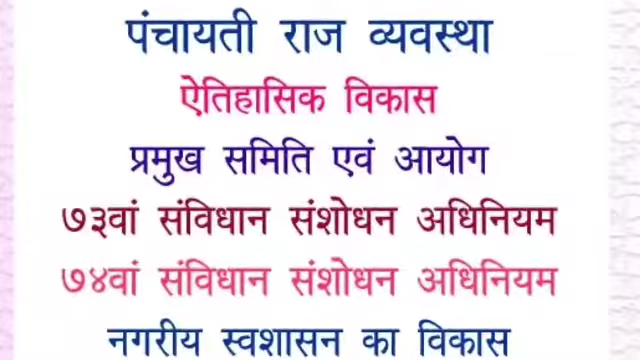 पंचायती राज व्यवस्था
ऐतिहासिक विकास
प्रमुख समिति एवं आयोग
७३वां संविधान संशोधन अधिनियम
७४वां संविधान संशोधन अधिनियम
नगरीय स्वशासन का विकास